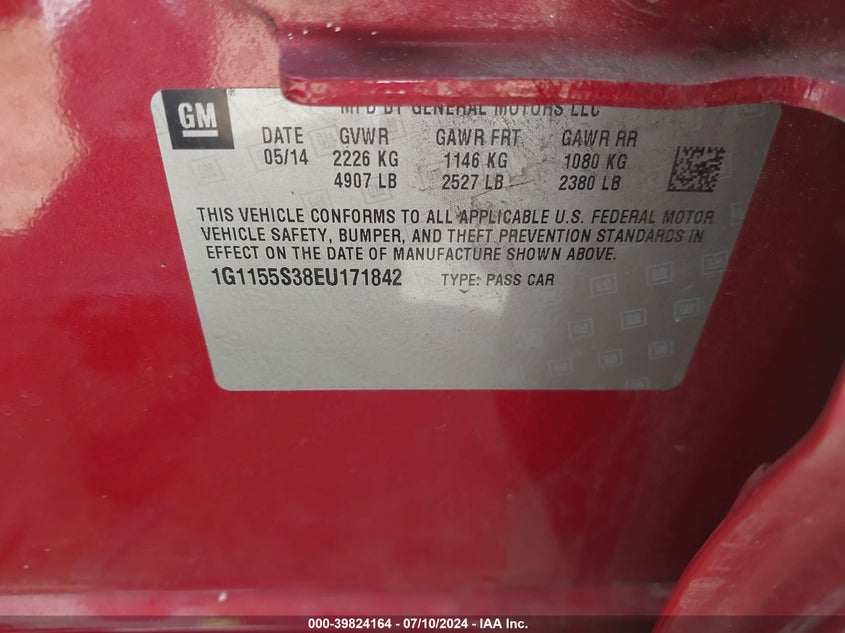 GM
MFD BY GENERAL MOTORS LLC
DATE GVWR GAWR FRT GAWR RR
05/14 2226 KG 1146 KG 1080 KG
4907 LB 2527 LB 2380 LB
THIS VEHICLE CONFORMS TO ALL APPLICABLE U.S. FEDERAL MOTOR
VEHICLE SAFETY, BUMPER, AND THEFT PREVENTION STANDARDS IN
EFFECT ON THE DATE OF MANUFACTURE SHOWN ABOVE.
1G1155S38EU171842 TYPE: PASS CAR
000-39824164 - 07/10/2024 - IAA Inc.